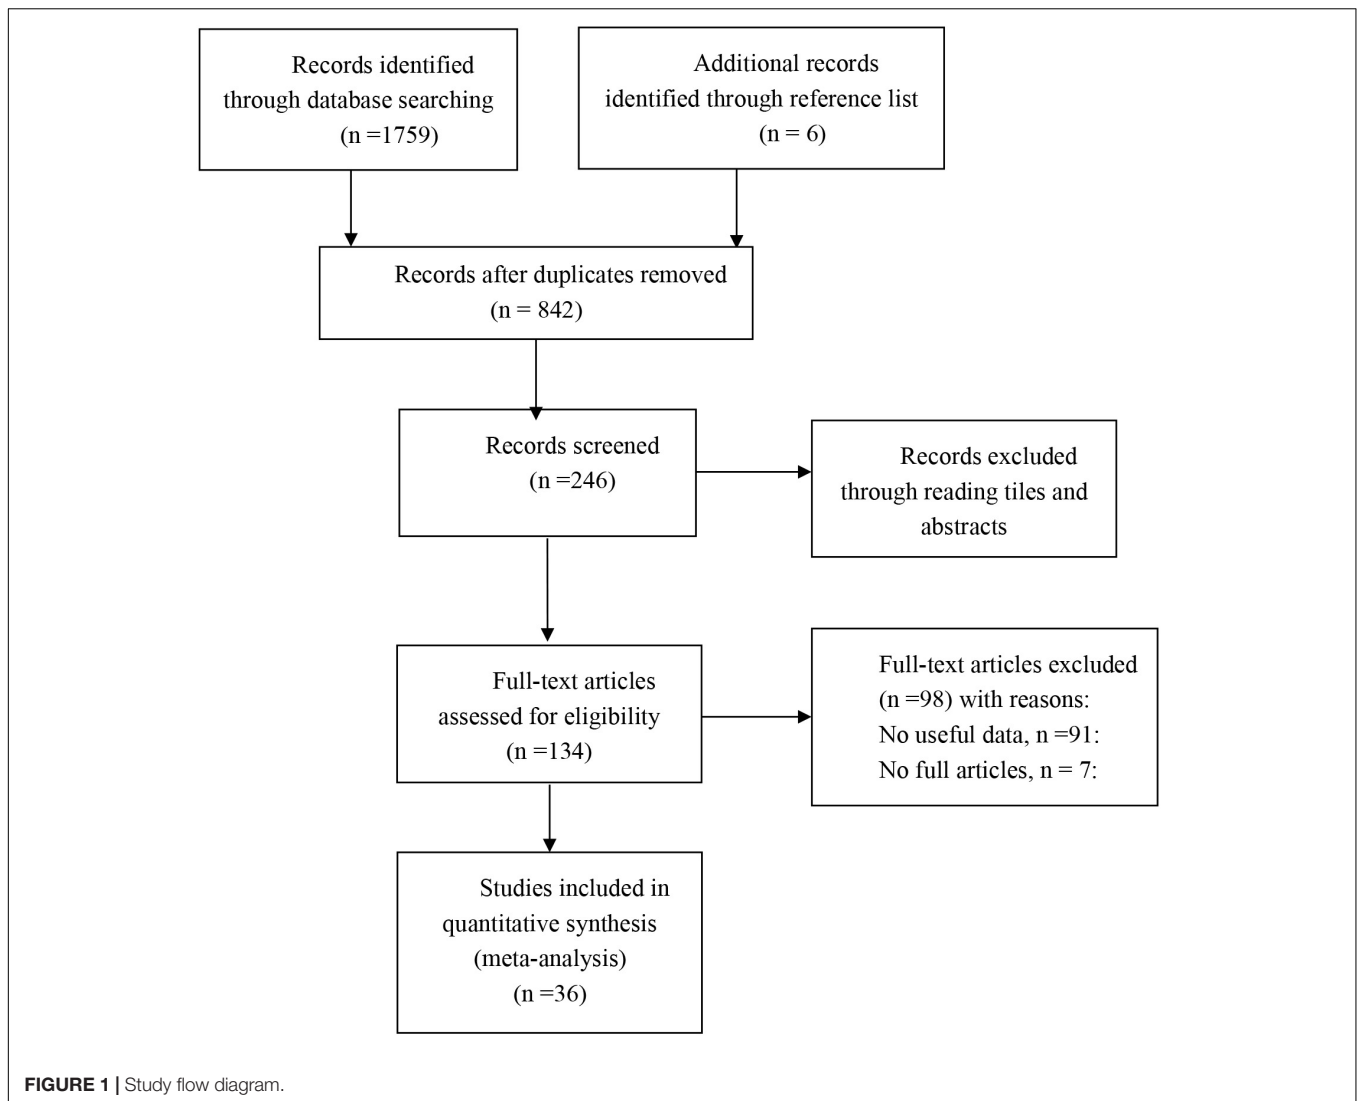 Records identified
through database searching
(n =1759)
Additional records
identified through reference list
(n = 6)
Records after duplicates removed
(n = 842)
Records screened
(n =246)
Records excluded
through reading tiles and
abstracts
Full-text articles
assessed for eligibility
(n =134)
Full-text articles excluded
(n =98) with reasons:
No useful data, n =91:
No full articles, n = 7:
Studies included in
quantitative synthesis
(meta-analysis)
(n =36)
FIGURE 1 | Study flow diagram.